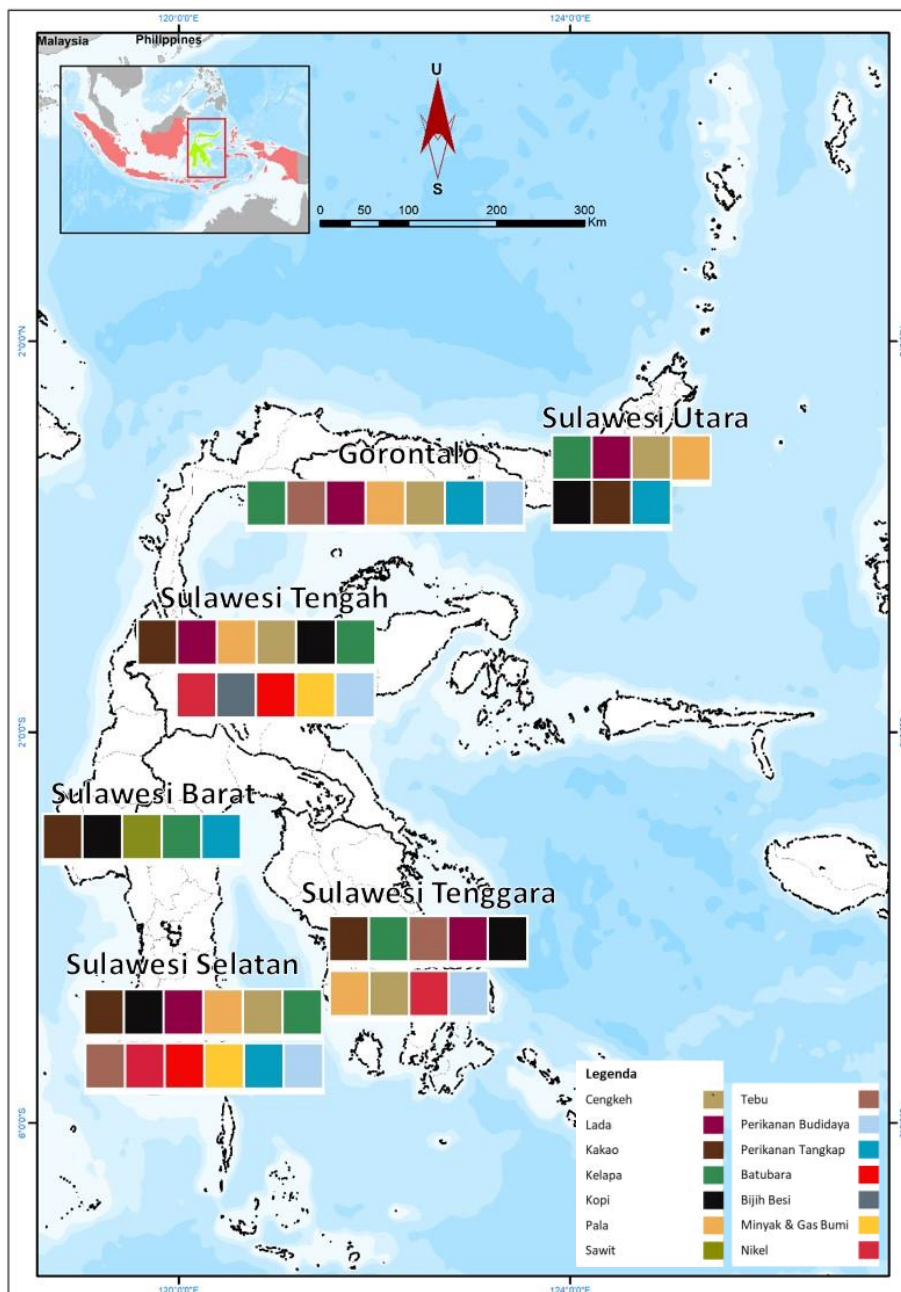 120°0'0"E
124°0'0"E
Malaysia
Philippines
U
S
0 50 100 200 300
Km
2°0'0"N
Sulawesi Utara
Gorontalo
Sulawesi Tengah
2°0'0"S
Sulawesi Barat
Sulawesi Tenggara
Sulawesi Selatan
6°0'0"S
Legenda
Cengkeh
Lada
Kakao
Kelapa
Kopi
Pala
Sawit
Tebu
Perikanan Budidaya
Perikanan Tangkap
Batubara
Bijih Besi
Minyak & Gas Bumi
Nikel
120°0'0"E
124°0'0"E